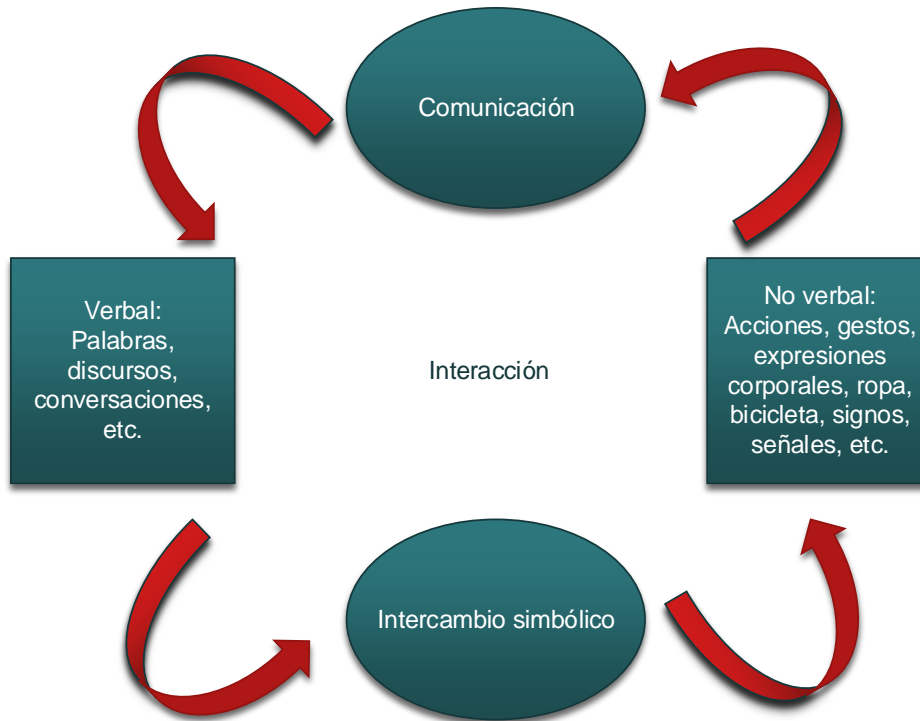 Comunicación
Verbal:
Palabras,
discursos,
conversaciones,
etc.
Interacción
No verbal:
Acciones, gestos,
expresiones
corporales, ropa,
bicicleta, signos,
señales, etc.
Intercambio simbólico